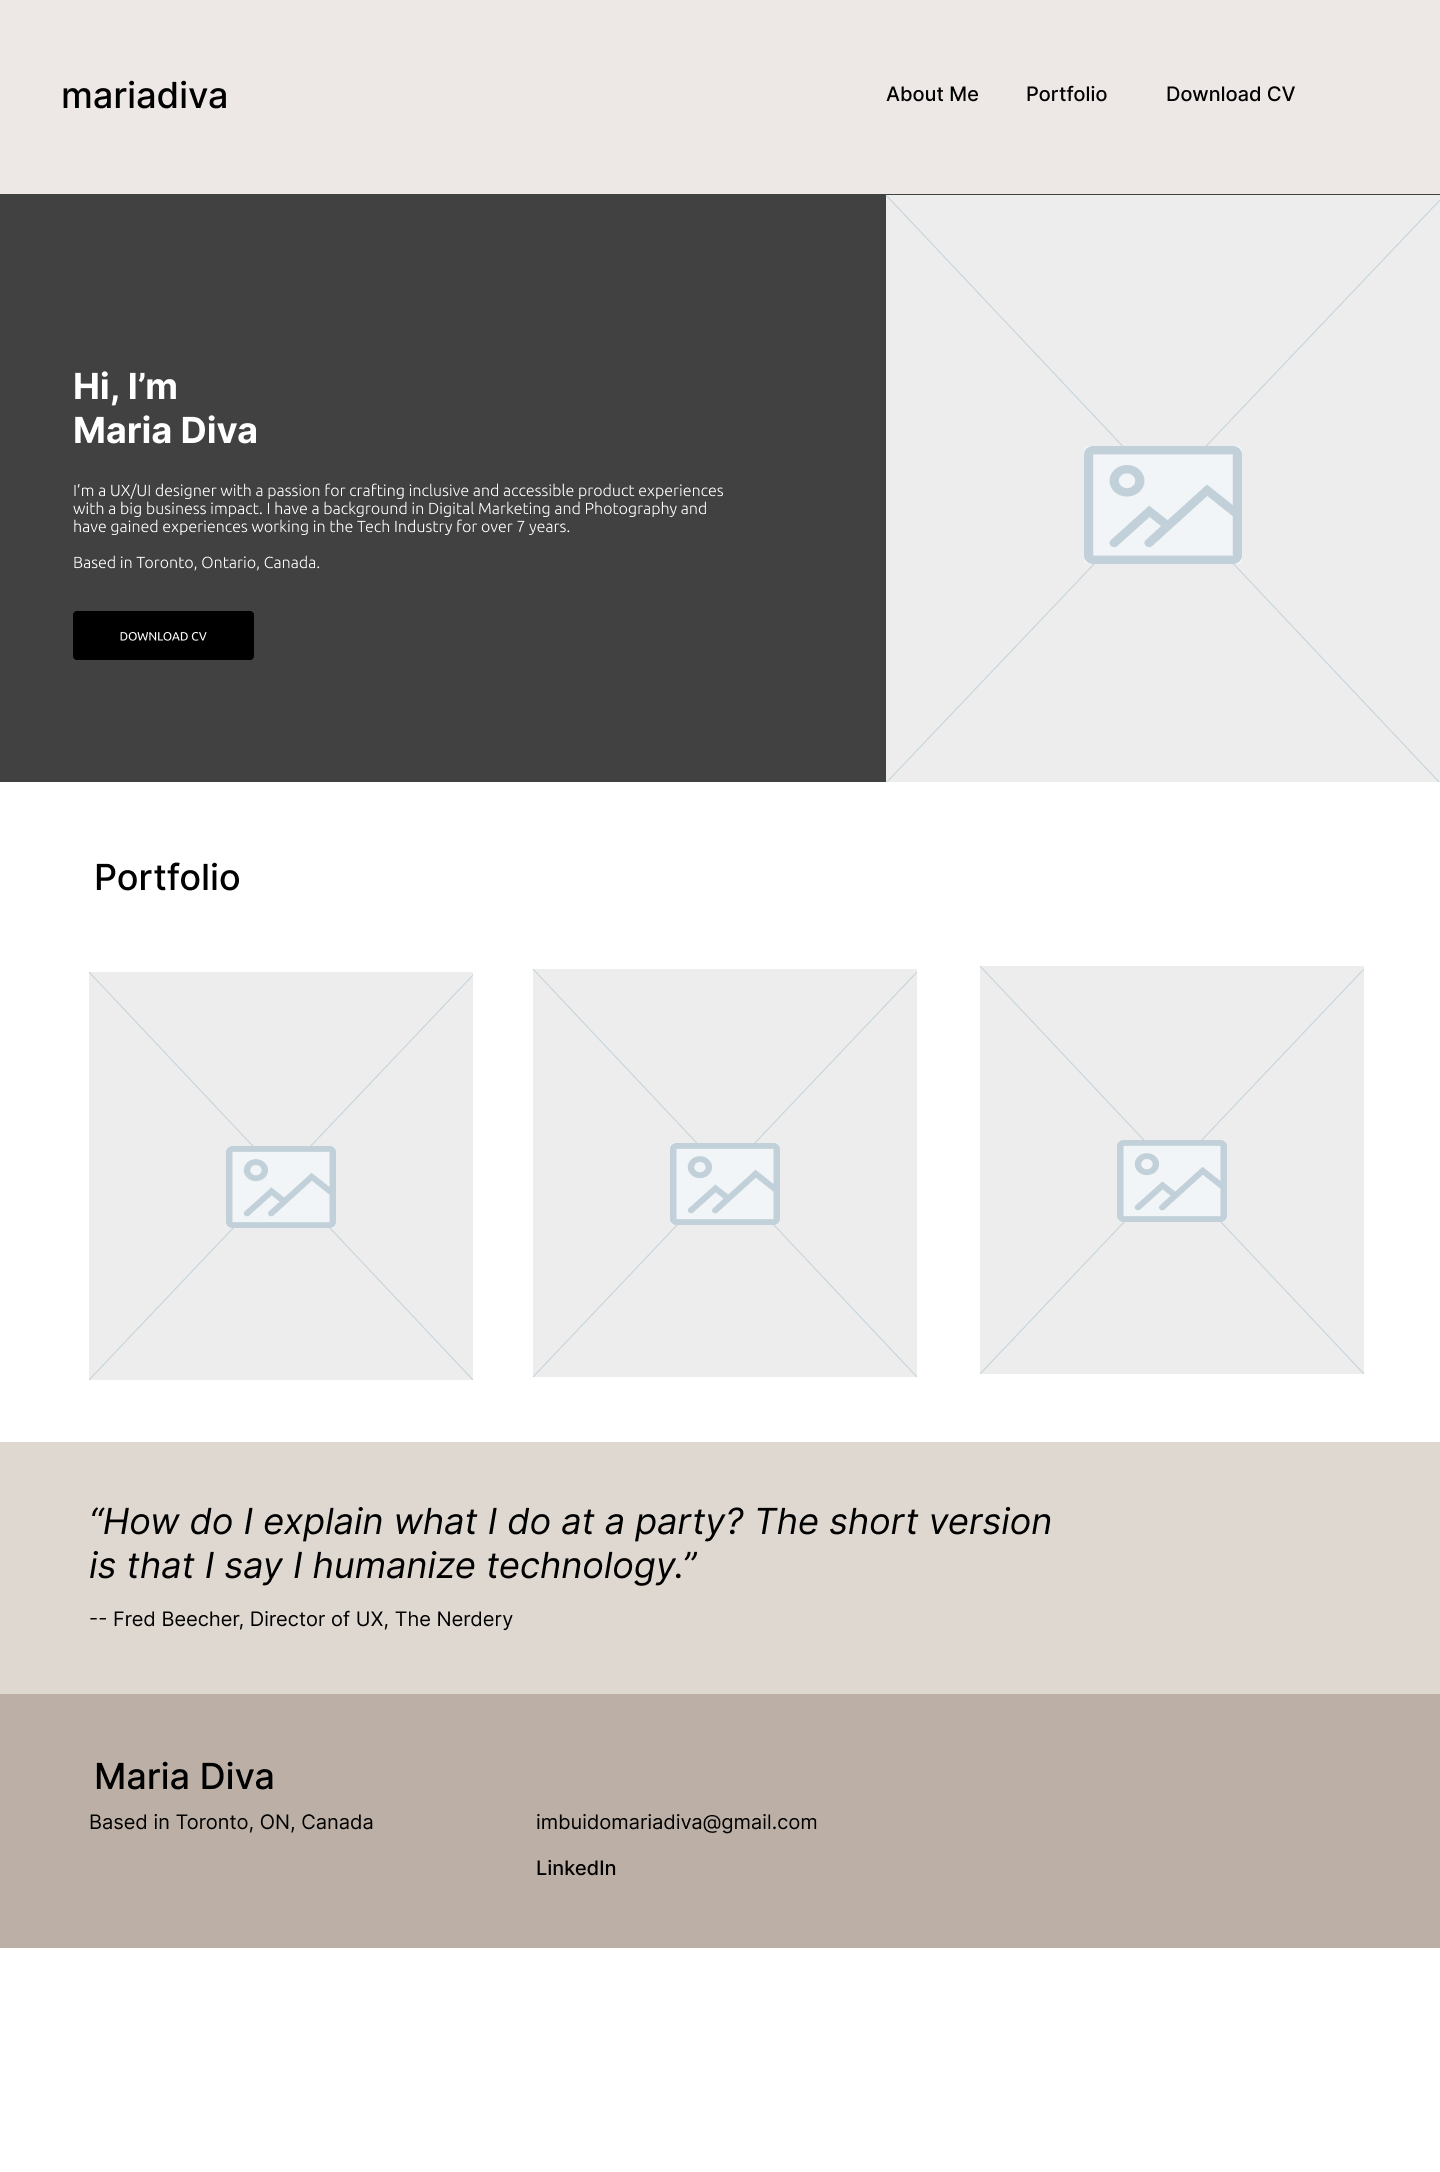 mariadiva
About Me
Portfolio
Download CV
Hi, I’m
Maria Diva
I’m a UX/UI designer with a passion for crafting inclusive and accessible product experiences
with a big business impact. I have a background in Digital Marketing and Photography and
have gained experiences working in the Tech Industry for over 7 years.
Based in Toronto, Ontario, Canada.
DOWNLOAD CV
Portfolio
“How do I explain what I do at a party? The short version
is that I say I humanize technology.”
-- Fred Beecher, Director of UX, The Nerdery
Maria Diva
Based in Toronto, ON, Canada
imbuidomariadiva@gmail.com
LinkedIn